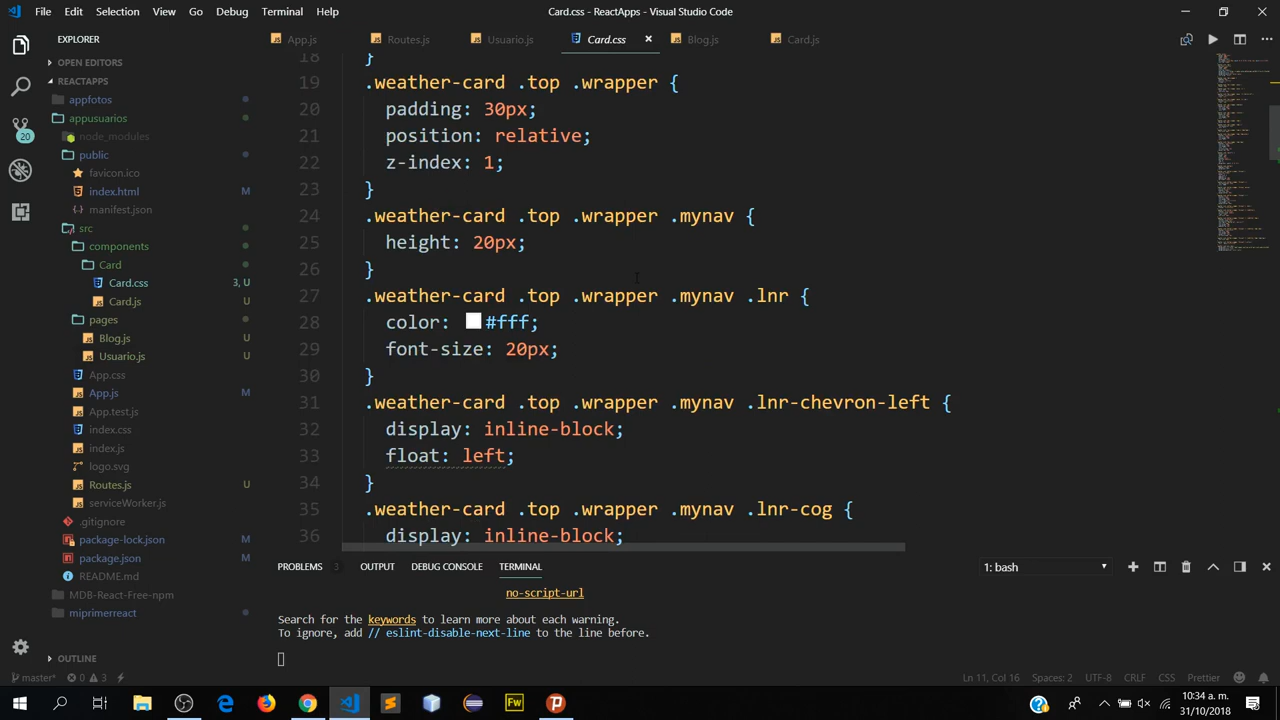 File Edit Selection View Go Debug Terminal Help
Card.css - ReactApps - Visual Studio Code
EXPLORER
OPEN EDITORS
REACTAPPS
appfotos
appusuarios
node_modules
public
favicon.ico
index.html M
manifest.json
src
components
Card
Card.css 3, U
Card.js U
pages
Blog.js U
Usuario.js U
App.css
App.js M
App.test.js
index.css
index.js
logo.svg
Routes.js U
serviceWorker.js
.gitignore
package-lock.json M
package.json M
README.md
MDB-React-Free-npm
miprimerreact
OUTLINE
20
App.js Routes.js Usuario.js Card.css Blog.js Card.js
18 }
19 .weather-card .top .wrapper {
20 padding: 30px;
21 position: relative;
22 z-index: 1;
23 }
24 .weather-card .top .wrapper .mynav {
25 height: 20px;
26 }
27 .weather-card .top .wrapper .mynav .lnr {
28 color: #fff;
29 font-size: 20px;
30 }
31 .weather-card .top .wrapper .mynav .lnr-chevron-left {
32 display: inline-block;
33 float: left;
34 }
35 .weather-card .top .wrapper .mynav .lnr-cog {
36 display: inline-block;
PROBLEMS 3 OUTPUT DEBUG CONSOLE TERMINAL 1: bash
no-script-url
Search for the keywords to learn more about each warning.
To ignore, add // eslint-disable-next-line to the line before.
master* 0 3 Ln 11, Col 16 Spaces: 2 UTF-8 CRLF CSS Prettier
Fw
10:34 a. m.
31/10/2018